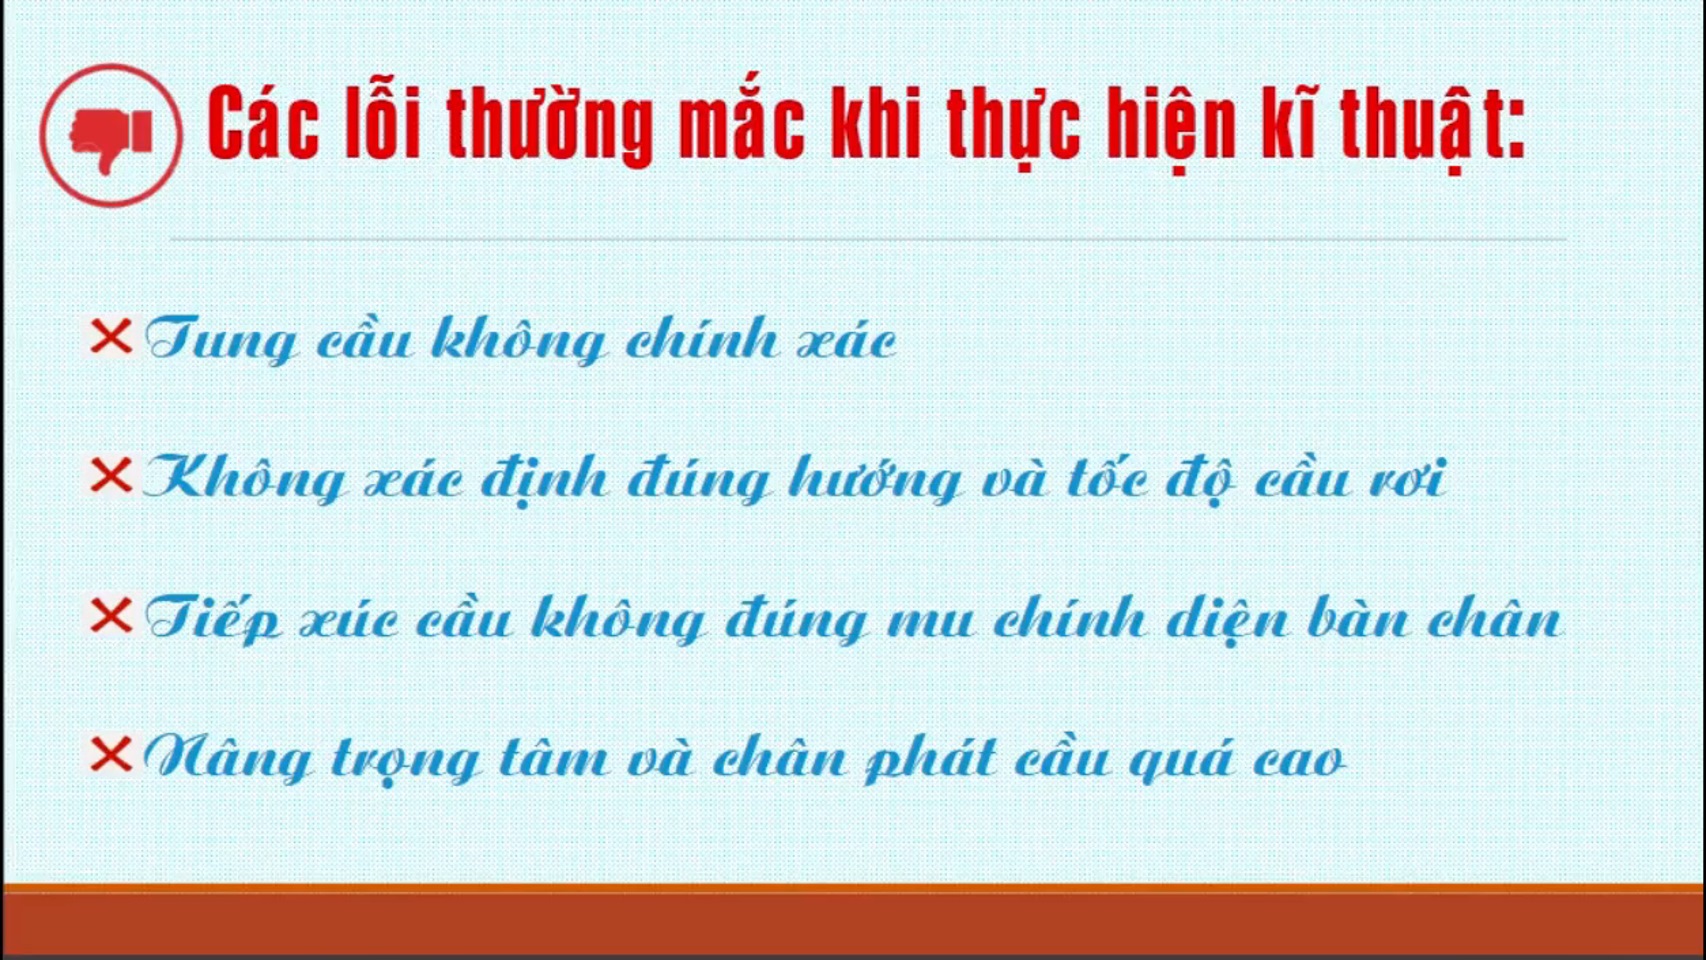 Các lỗi thường mắc khi thực hiện kĩ thuật:
Tung cầu không chính xác
Không xác định đúng hướng và tốc độ cầu rơi
Tiếp xúc cầu không đúng mu chính diện bàn chân
Nâng trọng tâm và chân phát cầu quá cao